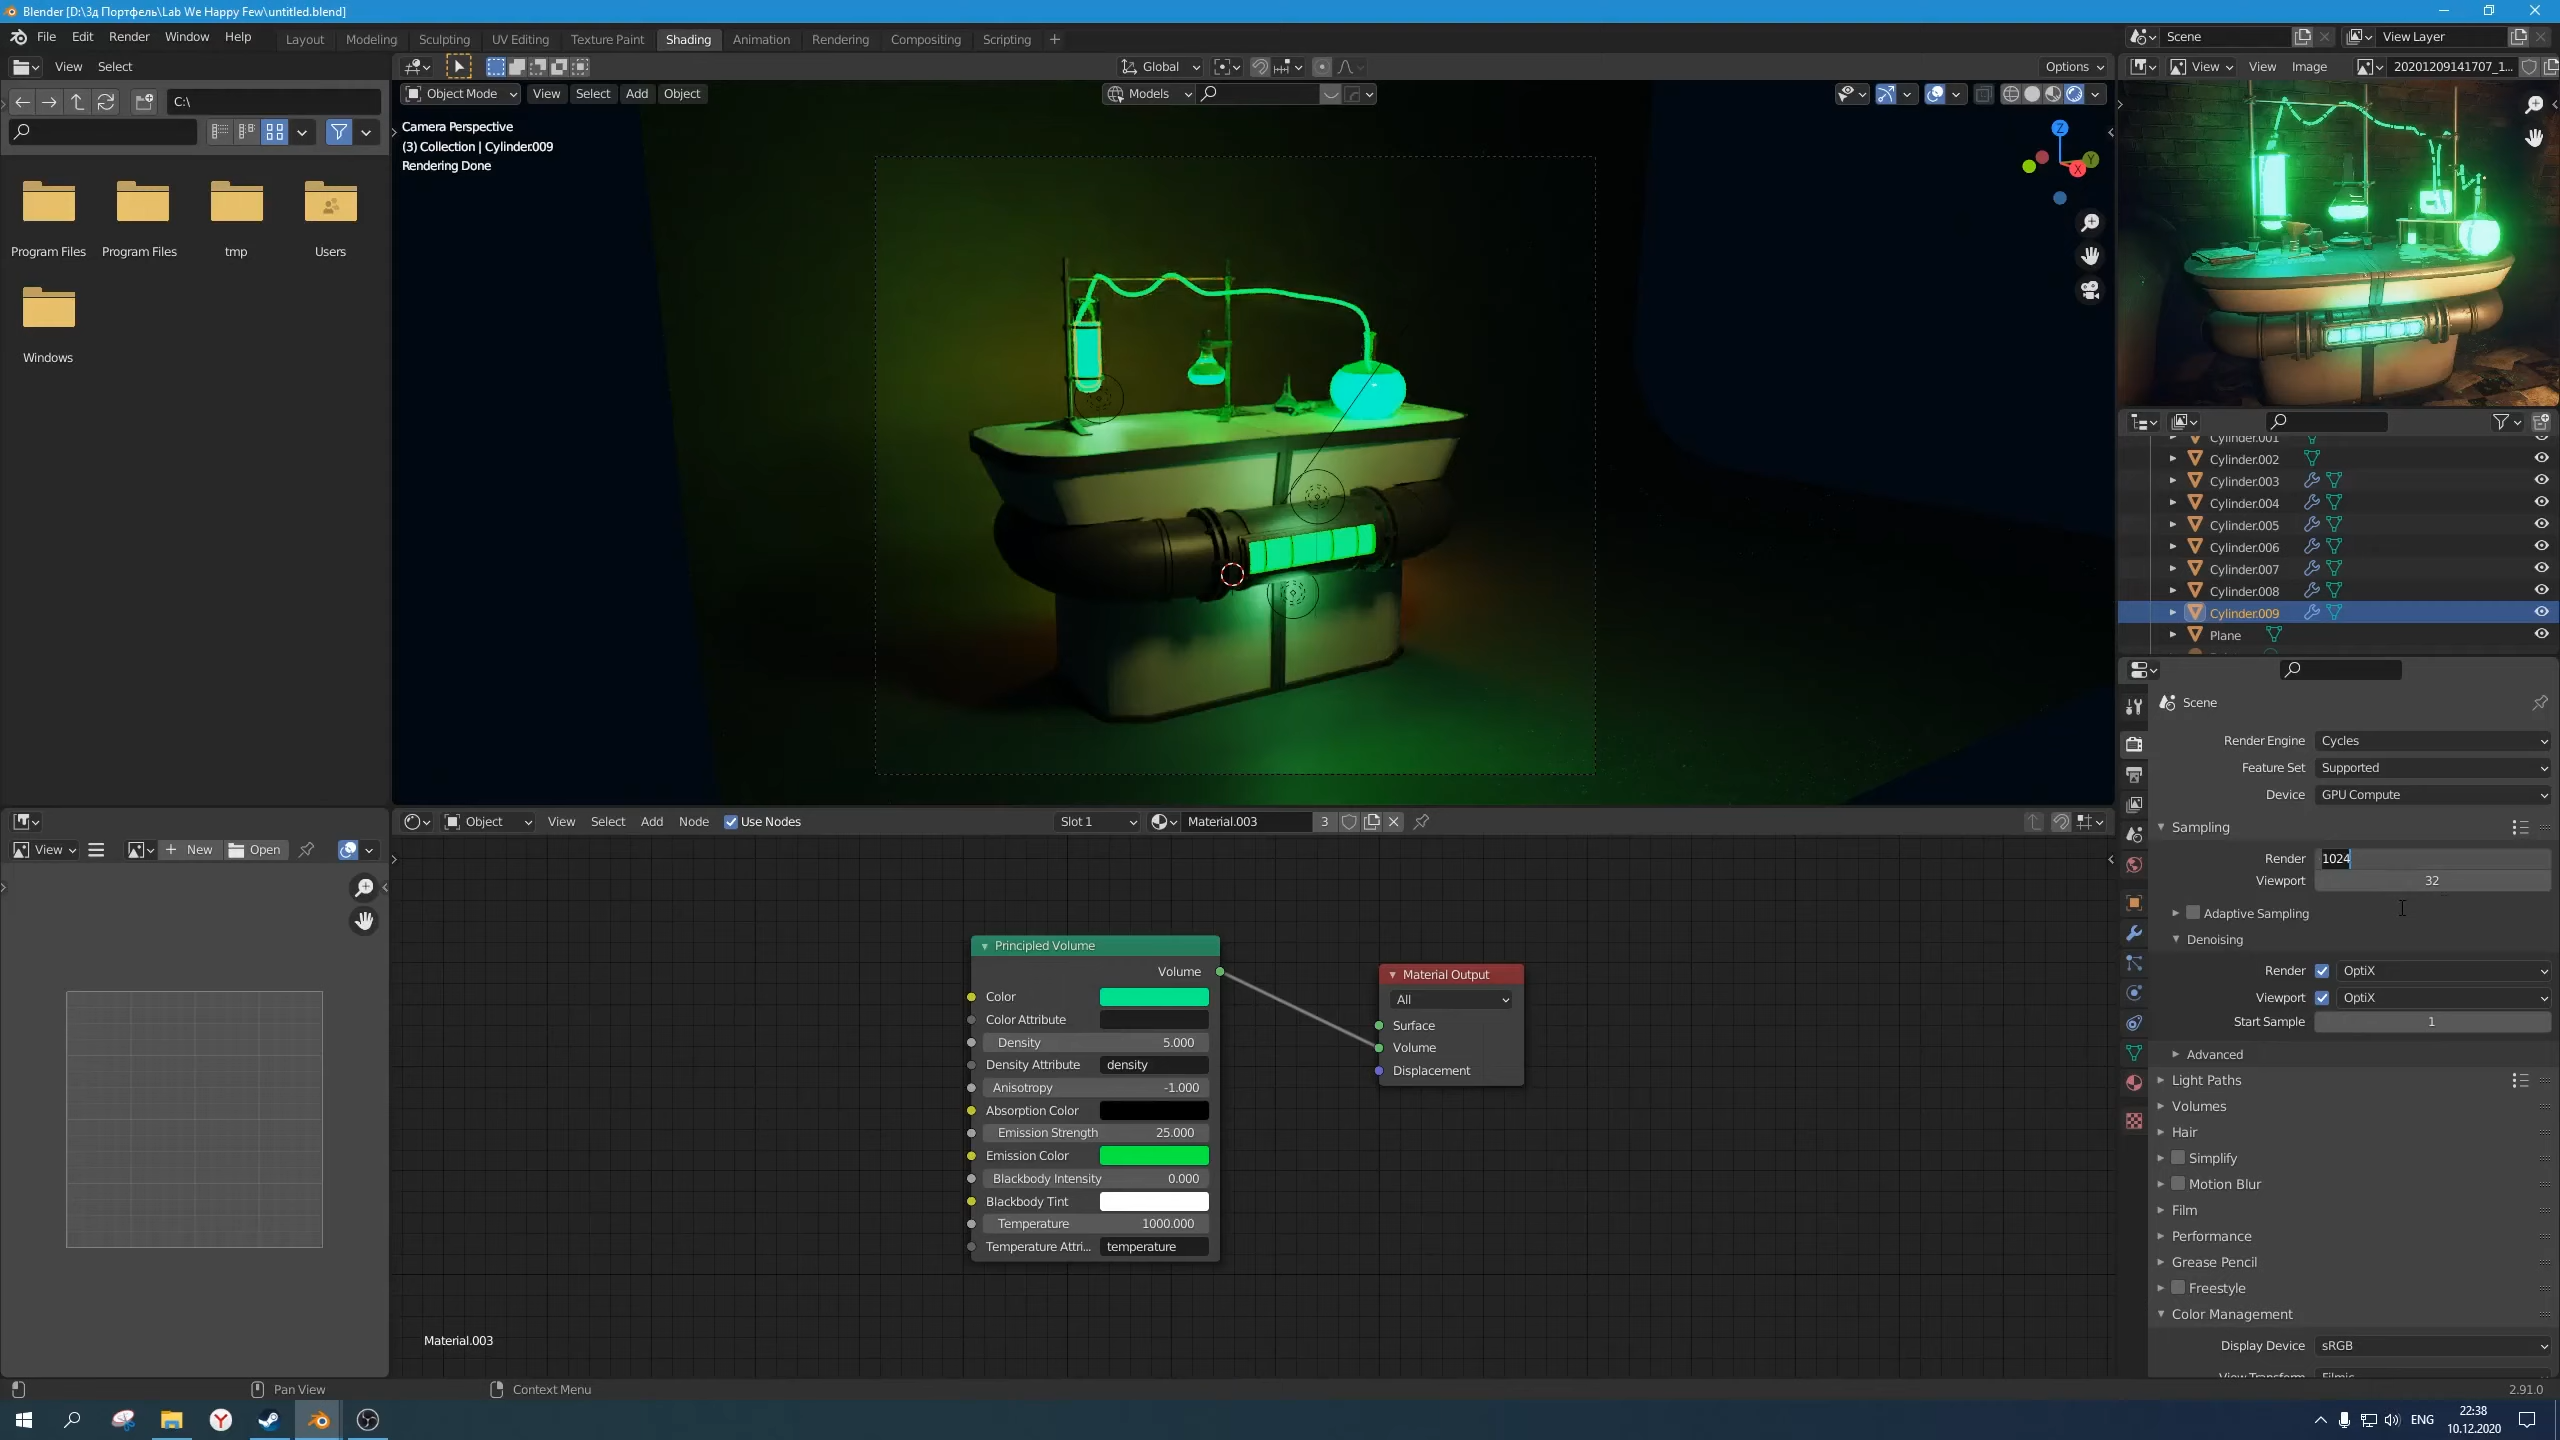 Blender [D:\3д Портфель\Lab We Happy Few\untitled.blend]
File Edit Render Window Help Layout Modeling Sculpting UV Editing Texture Paint Shading Animation Rendering Compositing Scripting + Scene View Layer
View Select Global Options View View Image 20201209141707_1...
C:\ Object Mode View Select Add Object Models
Camera Perspective
(3) Collection | Cylinder.009
Rendering Done
Z
Y
X
Program Files Program Files tmp Users
Windows
Cylinder.001
Cylinder.002
Cylinder.003
Cylinder.004
Cylinder.005
Cylinder.006
Cylinder.007
Cylinder.008
Cylinder.009
Plane
Scene
Render Engine Cycles
Feature Set Supported
Device GPU Compute
Sampling
Render 1024
Viewport 32
Adaptive Sampling
Denoising
Render OptiX
Viewport OptiX
Start Sample 1
Advanced
Light Paths
Volumes
Hair
Simplify
Motion Blur
Film
Performance
Grease Pencil
Freestyle
Color Management
Display Device sRGB
View Transform Filmic
Object View Select Add Node Use Nodes Slot 1 Material.003 3
View New Open
Principled Volume
Volume
Color
Color Attribute
Density 5.000
Density Attribute density
Anisotropy -1.000
Absorption Color
Emission Strength 25.000
Emission Color
Blackbody Intensity 0.000
Blackbody Tint
Temperature 1000.000
Temperature Attri... temperature
Material Output
All
Surface
Volume
Displacement
Material.003
Pan View Context Menu 2.91.0
ENG 22:38
10.12.2020